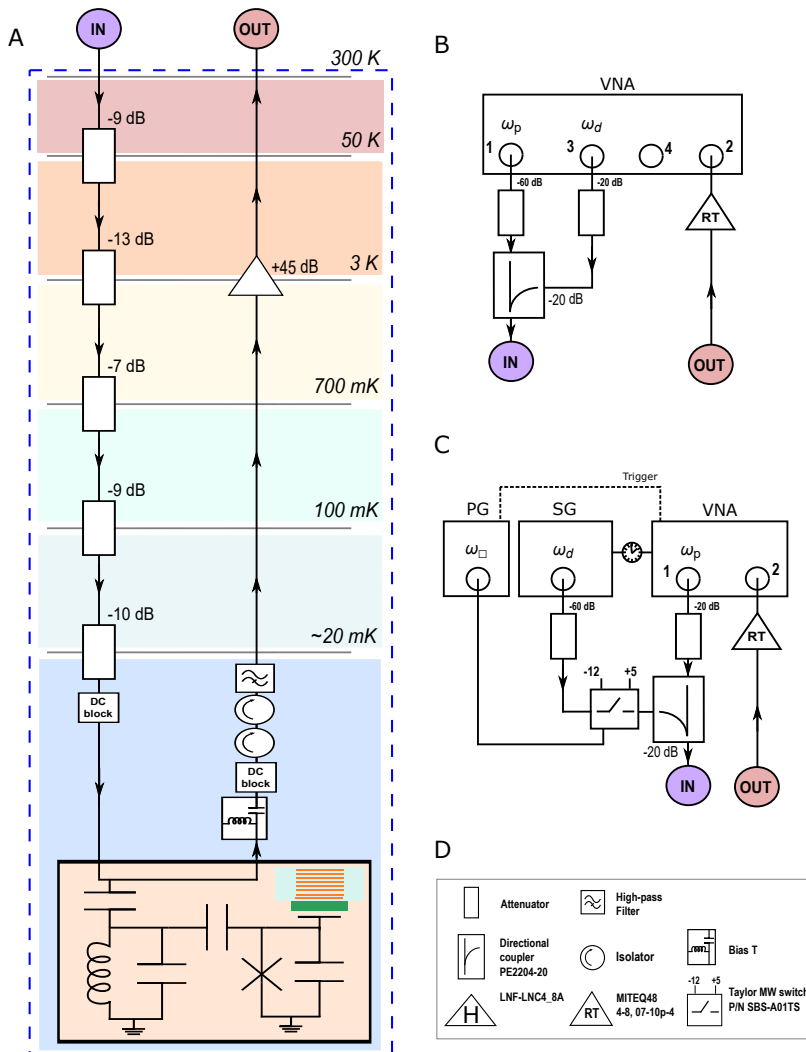 A
IN
OUT
300 K
-9 dB
50 K
-13 dB
3 K
+45 dB
-7 dB
700 mK
-9 dB
100 mK
-10 dB
~20 mK
DC
block
DC
block
B
VNA
ωp
ωd
1
3
4
2
-60 dB
-20 dB
RT
-20 dB
IN
OUT
C
Trigger
PG
SG
VNA
ω□
ωd
ωp
1
2
-60 dB
-20 dB
RT
-12
+5
-20 dB
IN
OUT
D
Attenuator
High-pass
Filter
Directional
coupler
PE2204-20
Isolator
Bias T
H
LNF-LNC4_8A
RT
MITEQ48
4-8, 07-10p-4
-12
+5
Taylor MW switch
P/N SBS-A01TS